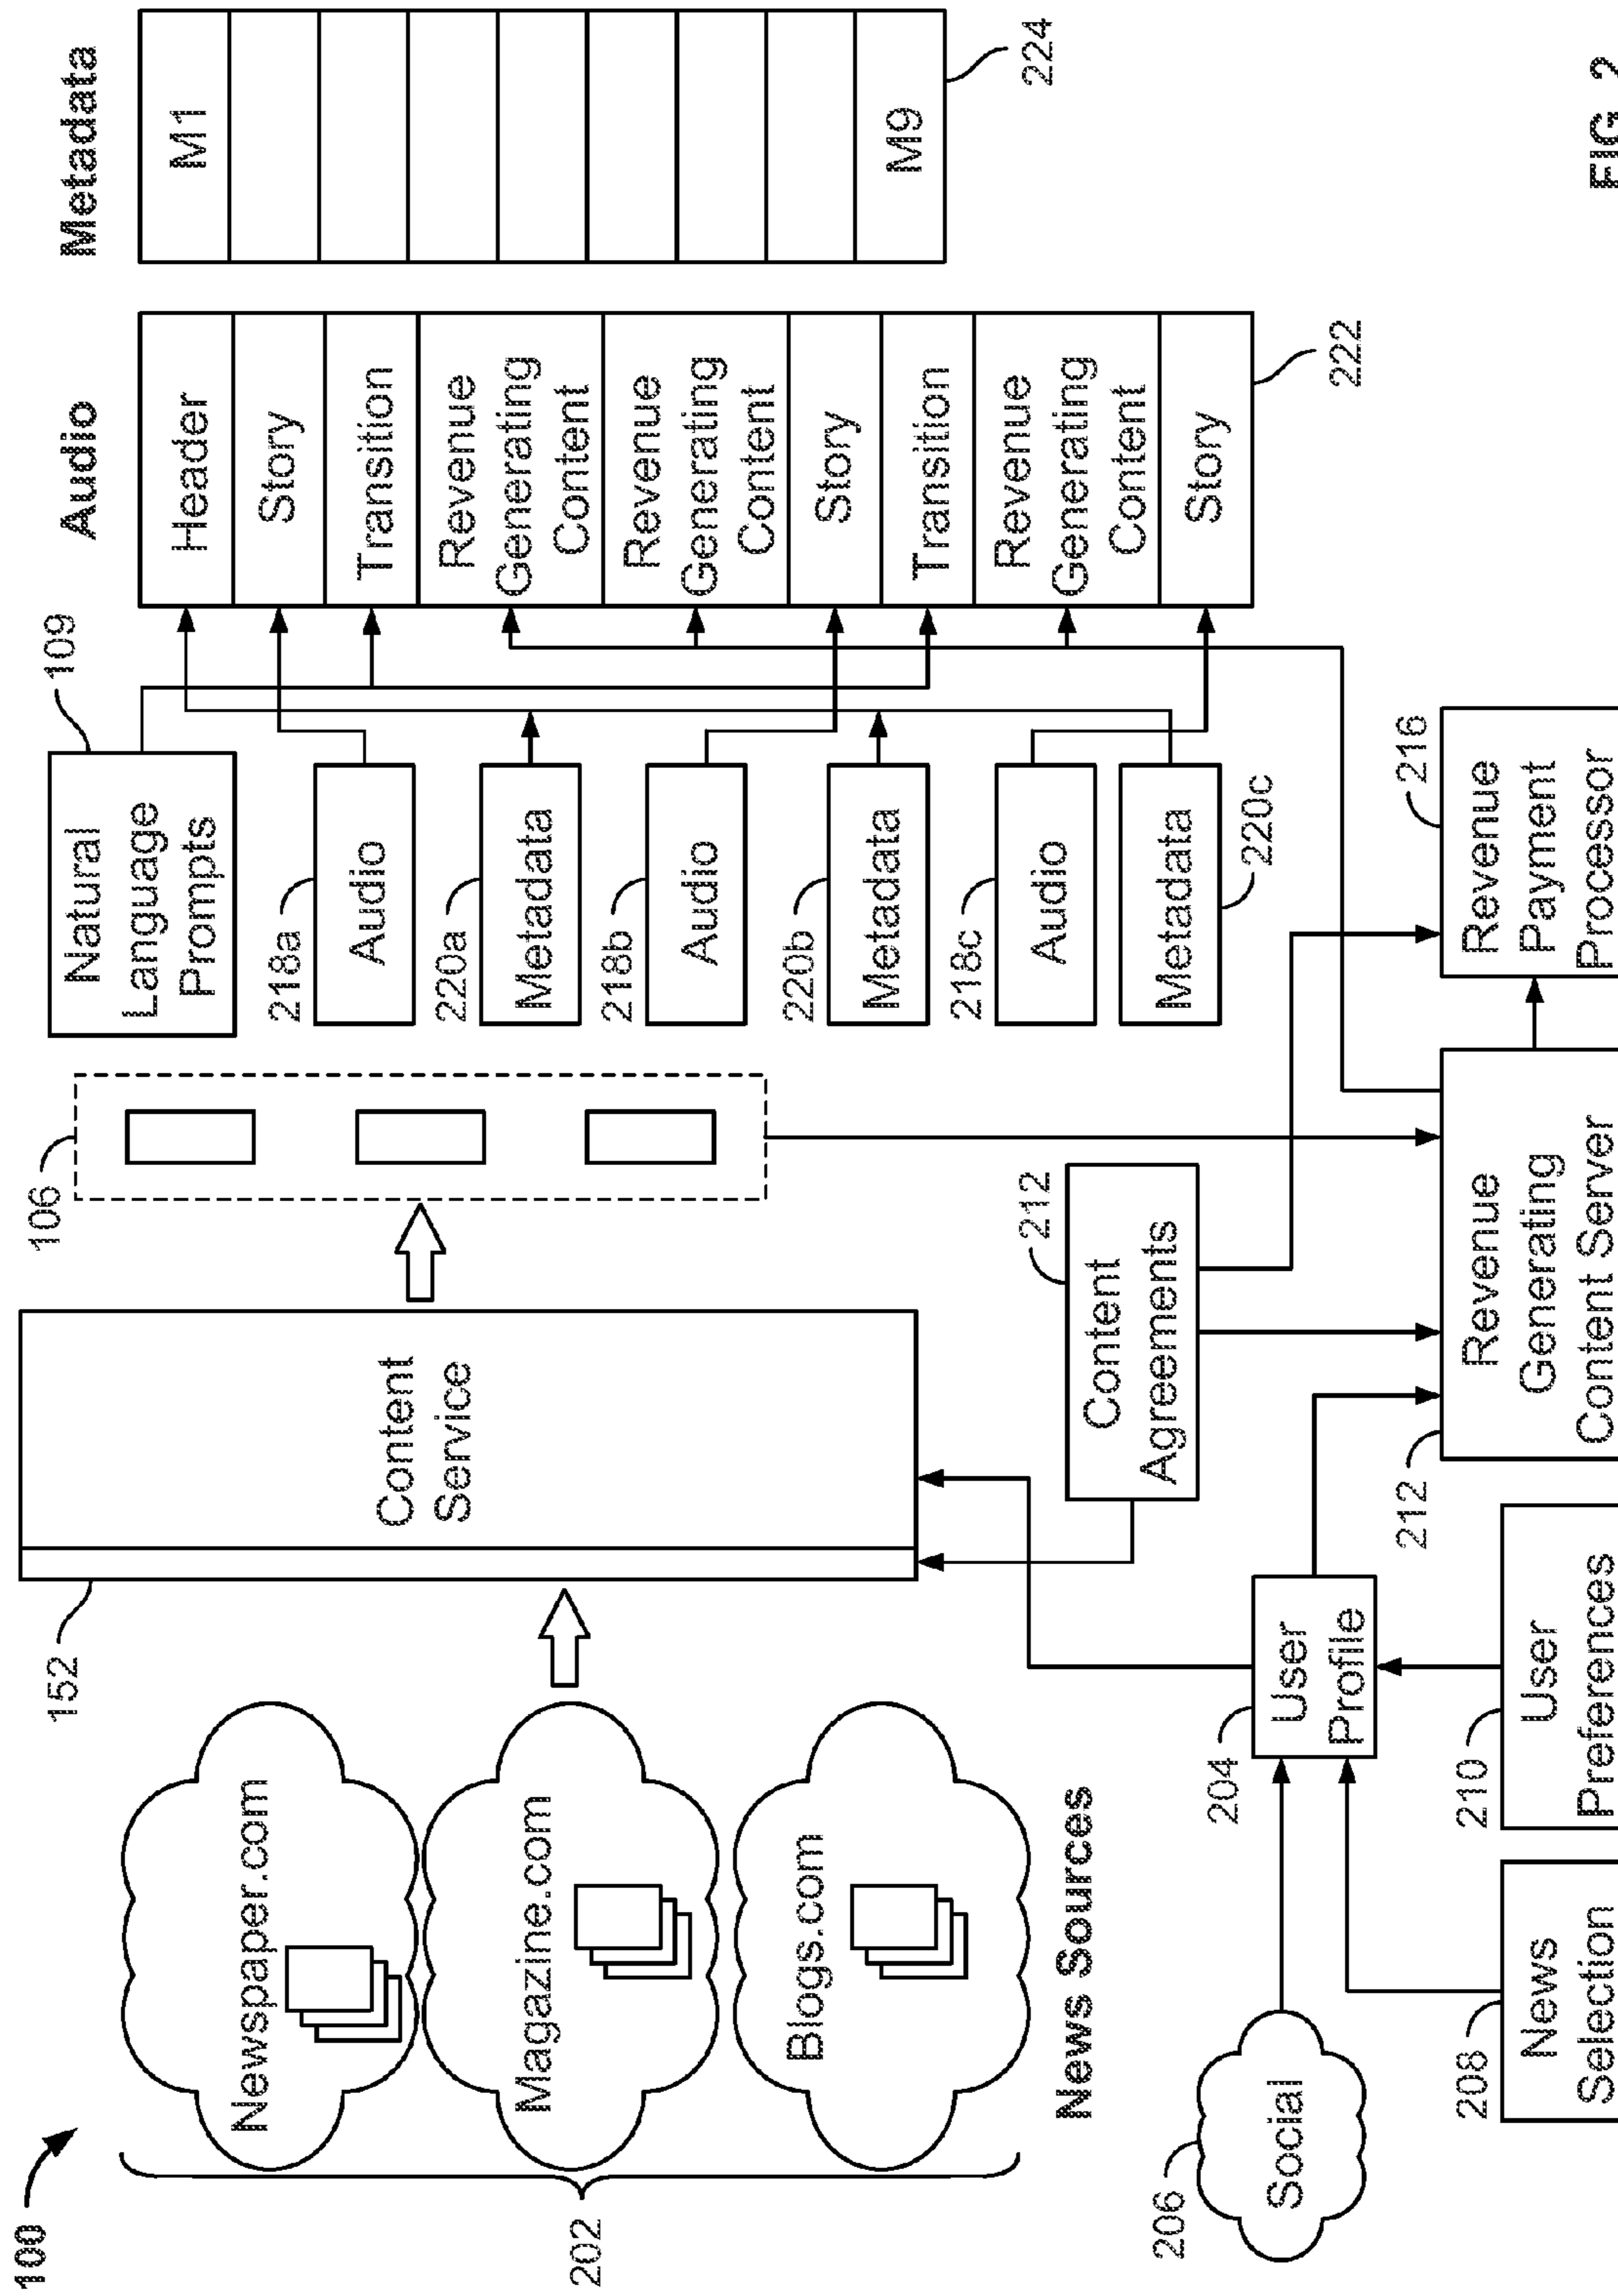 100
202
Newspaper.com
Magazine.com
Blogs.com
News Sources
152
Content
Service
106
Natural
Language
Prompts
109
218a
Audio
220a
Metadata
218b
Audio
220b
Metadata
218c
Audio
Metadata
220c
Audio
Header
Story
Transition
Revenue
Generating
Content
Revenue
Generating
Content
Story
Transition
Revenue
Generating
Content
Story
222
Metadata
M1
M9
224
206
Social
204
User
Profile
208
News
Selection
210
User
Preferences
Content
Agreements
212
212
Revenue
Generating
Content Server
216
Revenue
Payment
Processor
FIG. 2